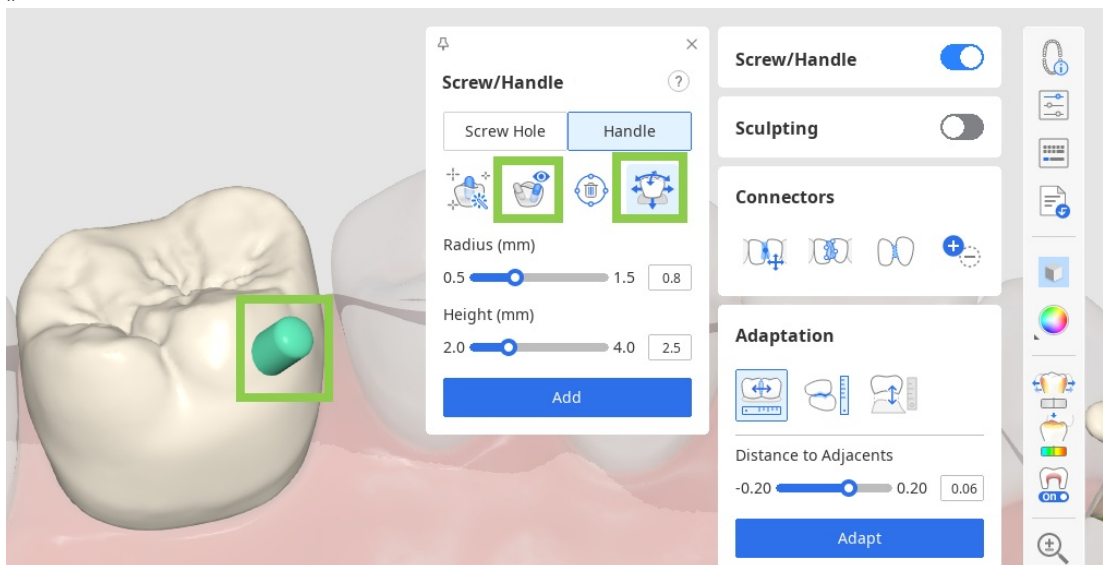 Screw/Handle
?
Screw Hole
Handle
Radius (mm)
0.5
1.5
0.8
Height (mm)
2.0
4.0
2.5
Add
Screw/Handle
Sculpting
Connectors
Adaptation
Distance to Adjacents
-0.20
0.20
0.06
Adapt
on